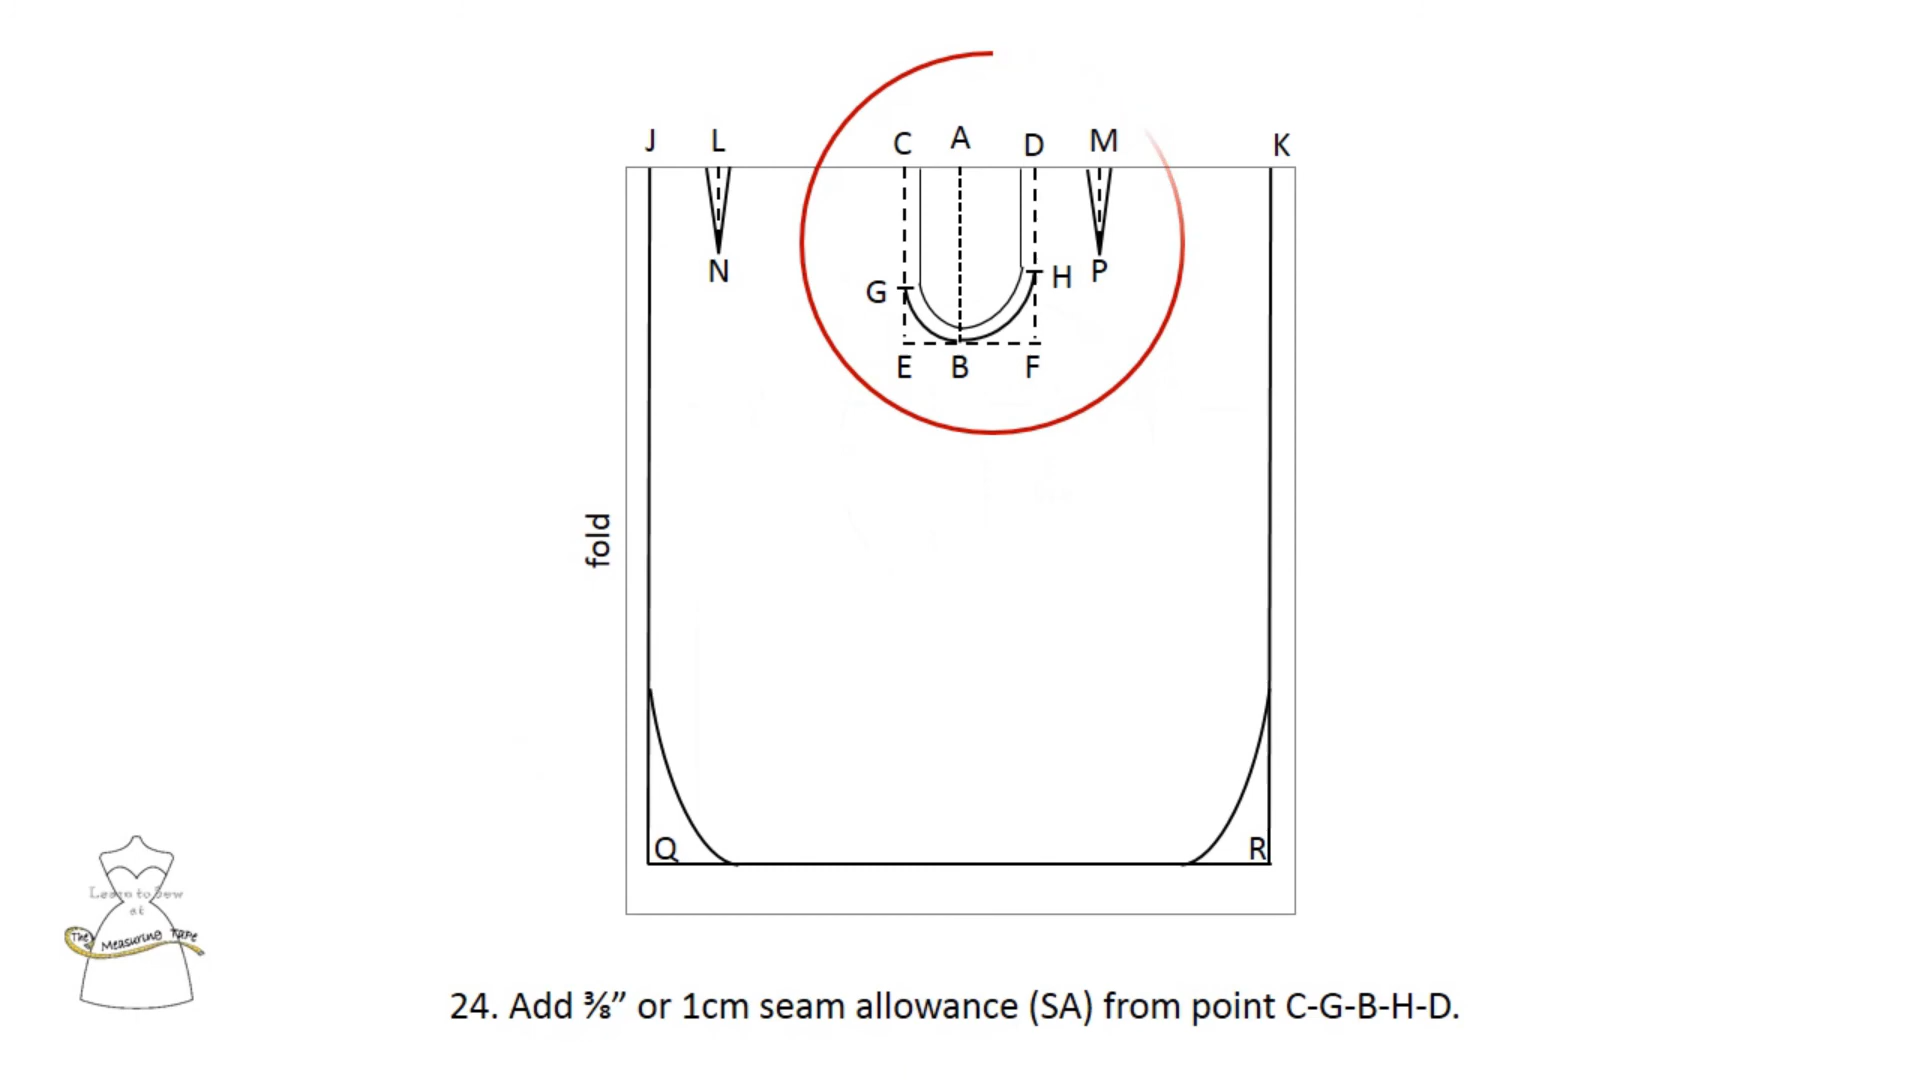 J L C A D M K
N G H P
E B F
fold
Q R
Learn to Sew
at
The Measuring Tape
24. Add ⅜” or 1cm seam allowance (SA) from point C-G-B-H-D.